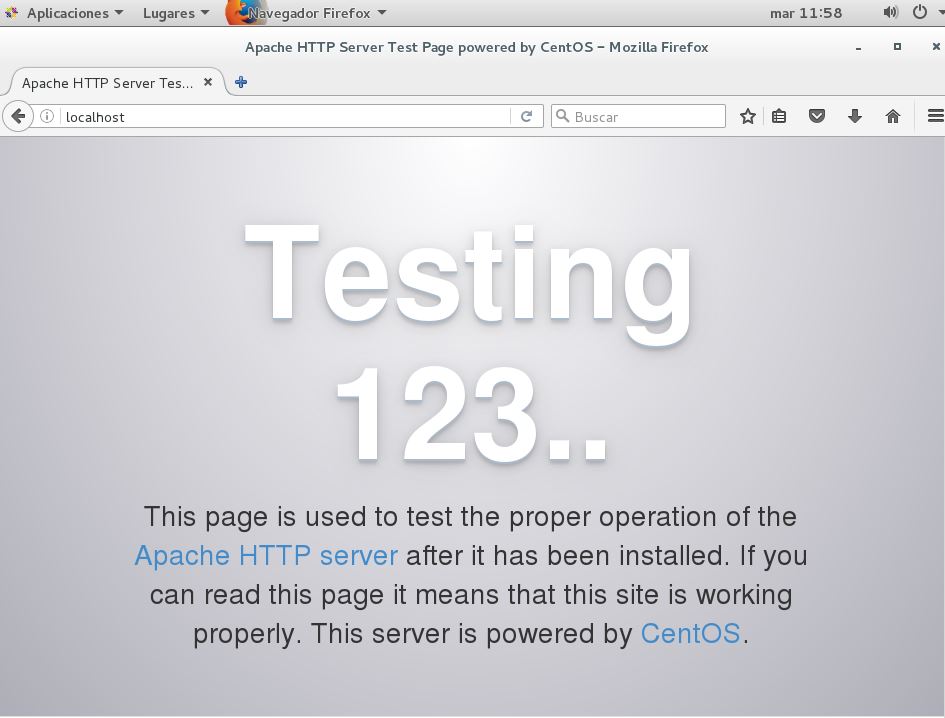 Aplicaciones Lugares Navegador Firefox mar 11:58
Apache HTTP Server Test Page powered by CentOS - Mozilla Firefox
Apache HTTP Server Tes...
localhost Buscar
Testing
123..
This page is used to test the proper operation of the
Apache HTTP server after it has been installed. If you
can read this page it means that this site is working
properly. This server is powered by CentOS.